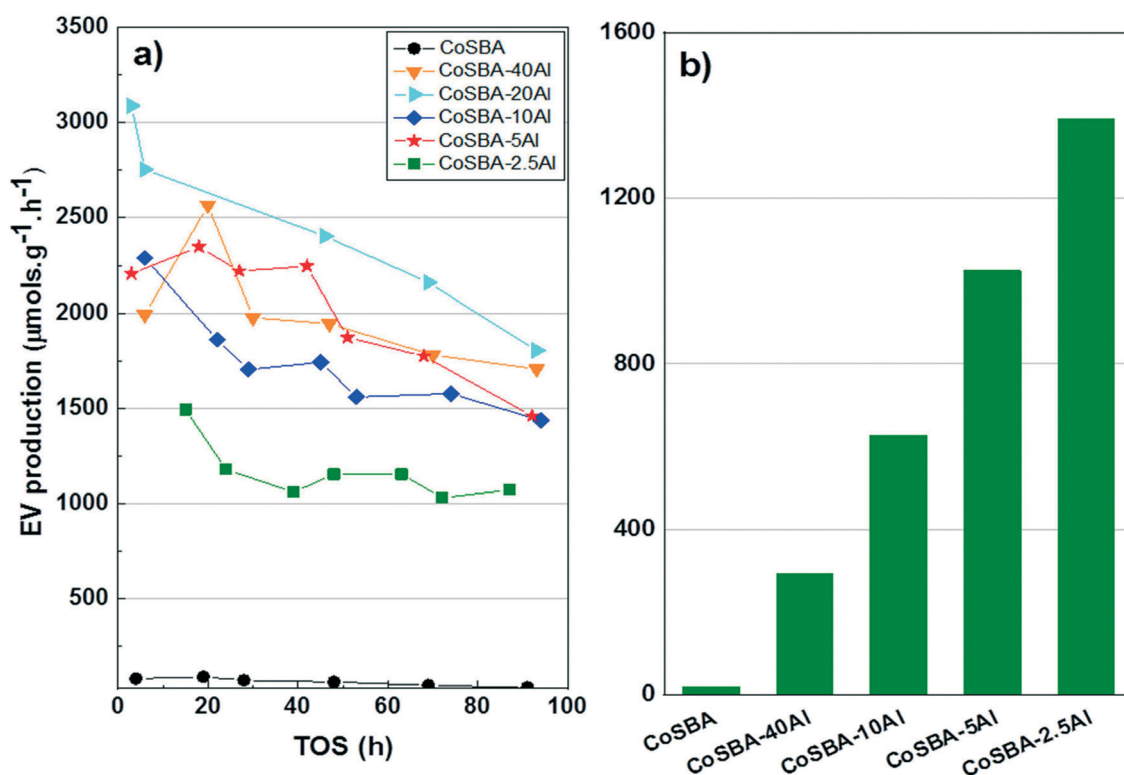 a)
EV production (μmols.g⁻¹.h⁻¹)
3500
3000
2500
2000
1500
1000
500
CoSBA
CoSBA-40Al
CoSBA-20Al
CoSBA-10Al
CoSBA-5Al
CoSBA-2.5Al
0 20 40 60 80 100
TOS (h)
b)
1600
1200
800
400
0
CoSBA
CoSBA-40Al
CoSBA-10Al
CoSBA-5Al
CoSBA-2.5Al